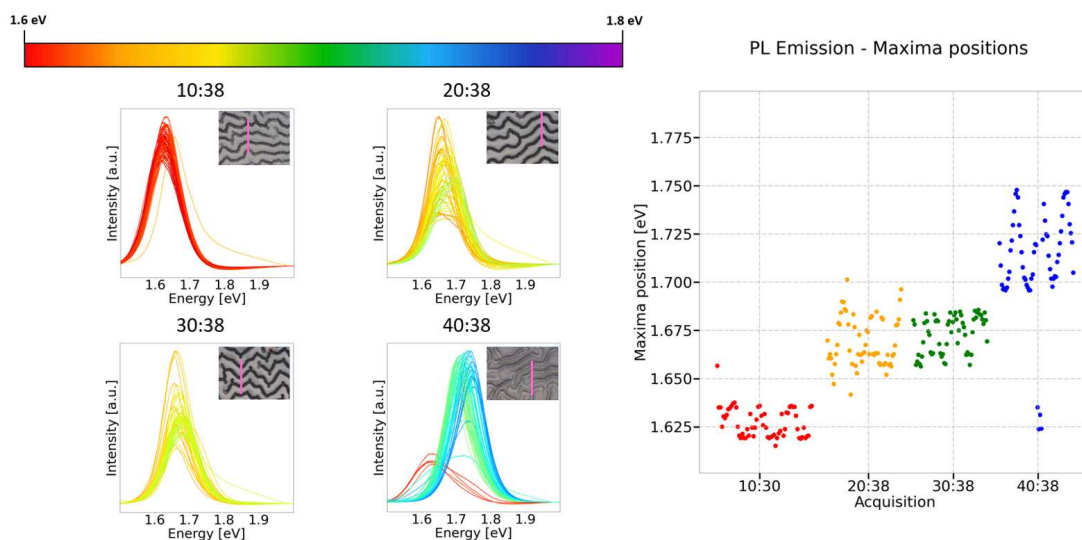 1.6 eV
1.8 eV
10:38
20:38
Intensity [a.u.]
Intensity [a.u.]
1.6 1.7 1.8 1.9
Energy [eV]
1.6 1.7 1.8 1.9
Energy [eV]
30:38
40:38
Intensity [a.u.]
Intensity [a.u.]
1.6 1.7 1.8 1.9
Energy [eV]
1.6 1.7 1.8 1.9
Energy [eV]
PL Emission - Maxima positions
Maxima position [eV]
1.775
1.750
1.725
1.700
1.675
1.650
1.625
10:30 20:38 30:38 40:38
Acquisition